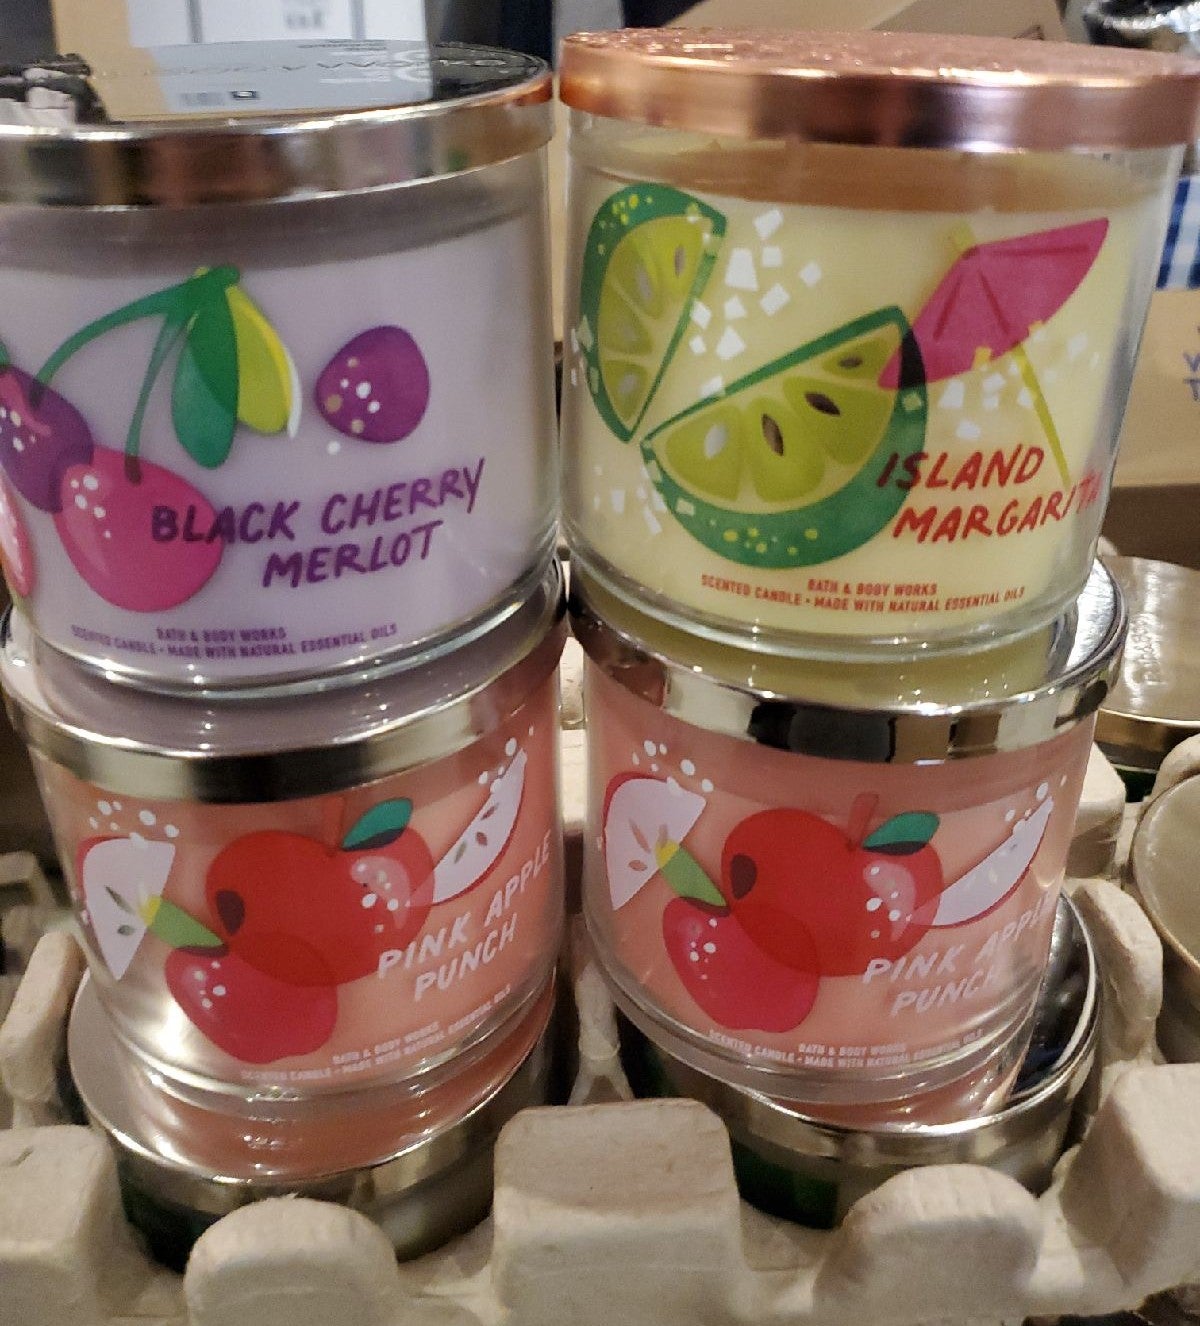 BLACK CHERRY
MERLOT
BATH & BODY WORKS
SCENTED CANDLE • MADE WITH NATURAL ESSENTIAL OILS
ISLAND
MARGARITA
BATH & BODY WORKS
SCENTED CANDLE • MADE WITH NATURAL ESSENTIAL OILS
PINK APPLE
PUNCH
BATH & BODY WORKS
SCENTED CANDLE • MADE WITH NATURAL ESSENTIAL OILS
PINK APPLE
PUNCH
BATH & BODY WORKS
SCENTED CANDLE • MADE WITH NATURAL ESSENTIAL OILS